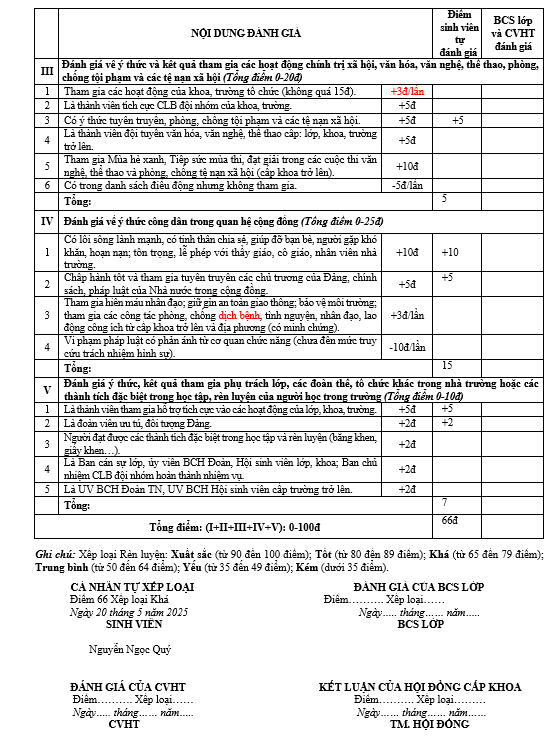 NỘI DUNG ĐÁNH GIÁ
Điểm
sinh viên
tự
đánh giá
BCS lớp
và CVHT
đánh giá
III Đánh giá về ý thức và kết quả tham gia các hoạt động chính trị xã hội, văn hóa, văn nghệ, thể thao, phòng,
chống tội phạm và các tệ nạn xã hội (Tổng điểm 0-20đ)
1 Tham gia các hoạt động của khoa, trường tổ chức (không quá 15đ). +3đ/lần
2 Là thành viên tích cực CLB đội nhóm của khoa, trường. +5đ
3 Có ý thức tuyên truyền, phòng, chống tội phạm và các tệ nạn xã hội. +5đ +5
4 Là thành viên đội tuyển văn hóa, văn nghệ, thể thao cấp: lớp, khoa, trường
trở lên. +5đ
5 Tham gia Mùa hè xanh, Tiếp sức mùa thi, đạt giải trong các cuộc thi văn
nghệ, thể thao và phòng, chống tệ nạn xã hội (cấp khoa trở lên). +10đ
6 Có trong danh sách điều động nhưng không tham gia. -5đ/lần
Tổng: 5
IV Đánh giá về ý thức công dân trong quan hệ cộng đồng (Tổng điểm 0-25đ)
1 Có lối sống lành mạnh, có tinh thần chia sẻ, giúp đỡ bạn bè, người gặp khó
khăn, hoạn nạn; tôn trọng, lễ phép với thầy giáo, cô giáo, nhân viên nhà
trường. +10đ +10
2 Chấp hành tốt và tham gia tuyên truyền các chủ trương của Đảng, chính
sách, pháp luật của Nhà nước trong cộng đồng. +5đ +5
3 Tham gia hiến máu nhân đạo; giữ gìn an toàn giao thông; bảo vệ môi trường;
tham gia các công tác phòng, chống dịch bệnh, tình nguyện, nhân đạo, lao
động công ích từ cấp khoa trở lên và địa phương (có minh chứng). +3đ/lần
4 Vi phạm pháp luật có phản ánh từ cơ quan chức năng (chưa đến mức truy
cứu trách nhiệm hình sự). -10đ/lần
Tổng: 15
V Đánh giá ý thức, kết quả tham gia phụ trách lớp, các đoàn thể, tổ chức khác trong nhà trường hoặc các
thành tích đặc biệt trong học tập, rèn luyện của người học trong trường (Tổng điểm 0-10đ)
1 Là thành viên tham gia hỗ trợ tích cực vào các hoạt động của lớp, khoa, trường. +5đ +5
2 Là đoàn viên ưu tú, đối tượng Đảng. +2đ +2
3 Người đạt được các thành tích đặc biệt trong học tập và rèn luyện (bằng khen,
giấy khen…). +2đ
4 Là Ban cán sự lớp, ủy viên BCH Đoàn, Hội sinh viên lớp, khoa; Ban chủ
nhiệm CLB đội nhóm hoàn thành nhiệm vụ. +2đ
5 Là UV BCH Đoàn TN, UV BCH Hội sinh viên cấp trường trở lên. +2đ
Tổng: 7
Tổng điểm: (I+II+III+IV+V): 0-100đ 66đ
Ghi chú: Xếp loại Rèn luyện: Xuất sắc (từ 90 đến 100 điểm); Tốt (từ 80 đến 89 điểm); Khá (từ 65 đến 79 điểm);
Trung bình (từ 50 đến 64 điểm); Yếu (từ 35 đến 49 điểm); Kém (dưới 35 điểm).
CÁ NHÂN TỰ XẾP LOẠI
Điểm 66 Xếp loại Khá
Ngày 20 tháng 5 năm 2025
SINH VIÊN
Nguyễn Ngọc Quý
ĐÁNH GIÁ CỦA BCS LỚP
Điểm………. Xếp loại……
Ngày….. tháng…… năm…..
BCS LỚP
ĐÁNH GIÁ CỦA CVHT
Điểm………. Xếp loại……
Ngày….. tháng…… năm…..
CVHT
KẾT LUẬN CỦA HỘI ĐỒNG CẤP KHOA
Điểm………. Xếp loại………
Ngày….. tháng…… năm…..
TM. HỘI ĐỒNG